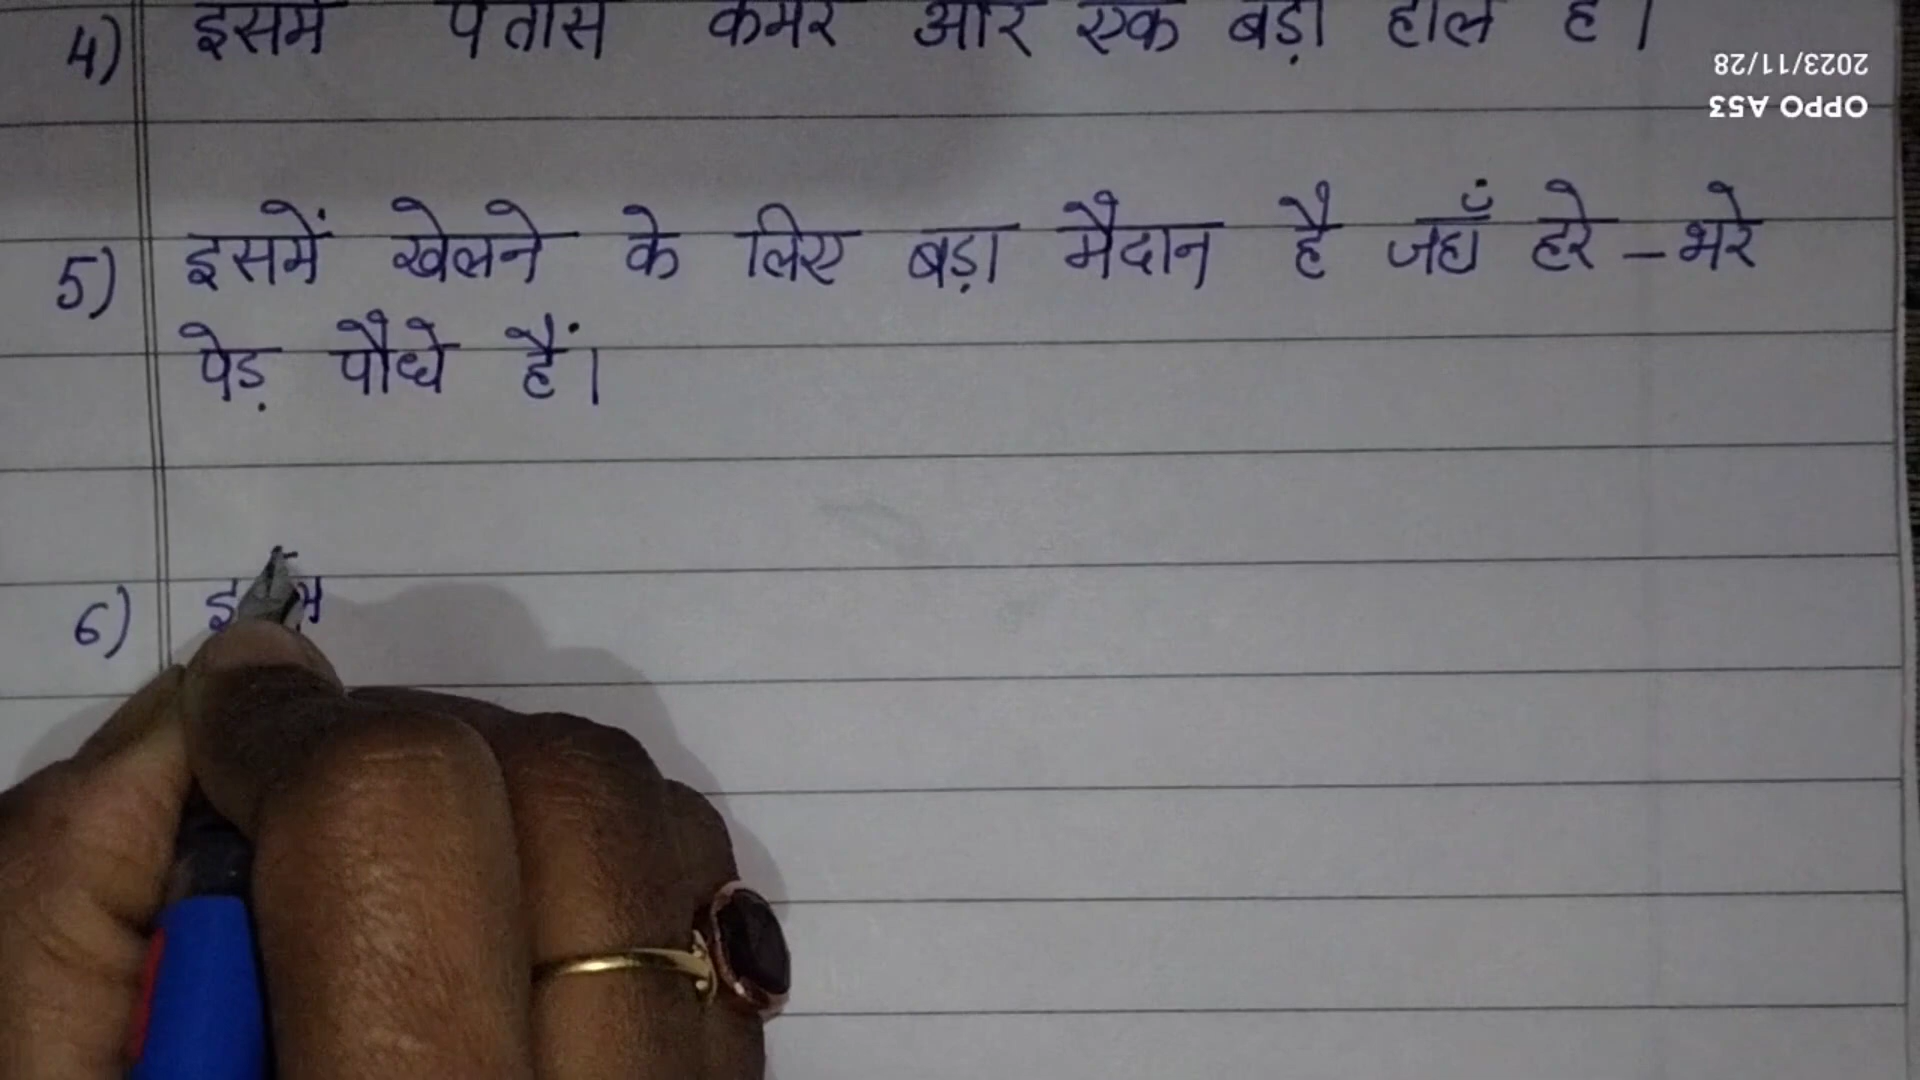 4) इसमें पैंतीस कमरे और एक बड़ा हॉल है।
5) इसमें खेलने के लिए बड़ा मैदान है जहाँ हरे - भरे
पेड़ पौधे हैं।
6)
OPPO A53
2023/11/28